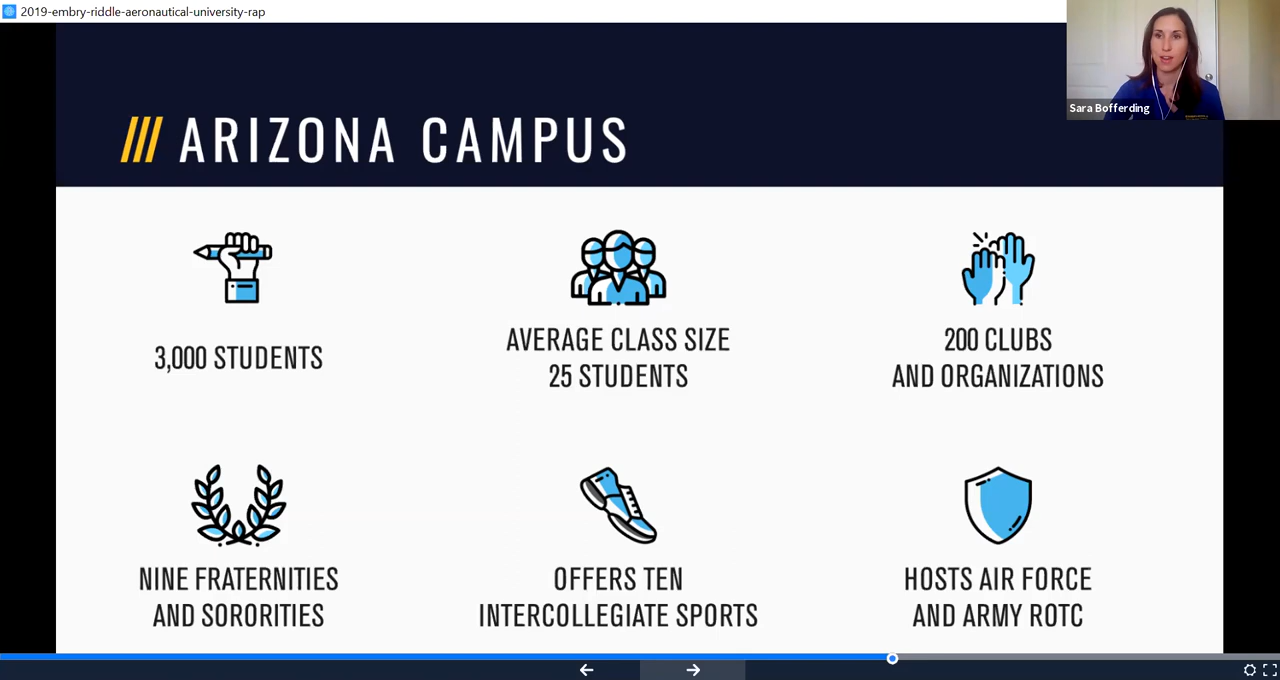 2019-embry-riddle-aeronautical-university-rap
Sara Bofferding
/// ARIZONA CAMPUS
3,000 STUDENTS
AVERAGE CLASS SIZE
25 STUDENTS
200 CLUBS
AND ORGANIZATIONS
NINE FRATERNITIES
AND SORORITIES
OFFERS TEN
INTERCOLLEGIATE SPORTS
HOSTS AIR FORCE
AND ARMY ROTC